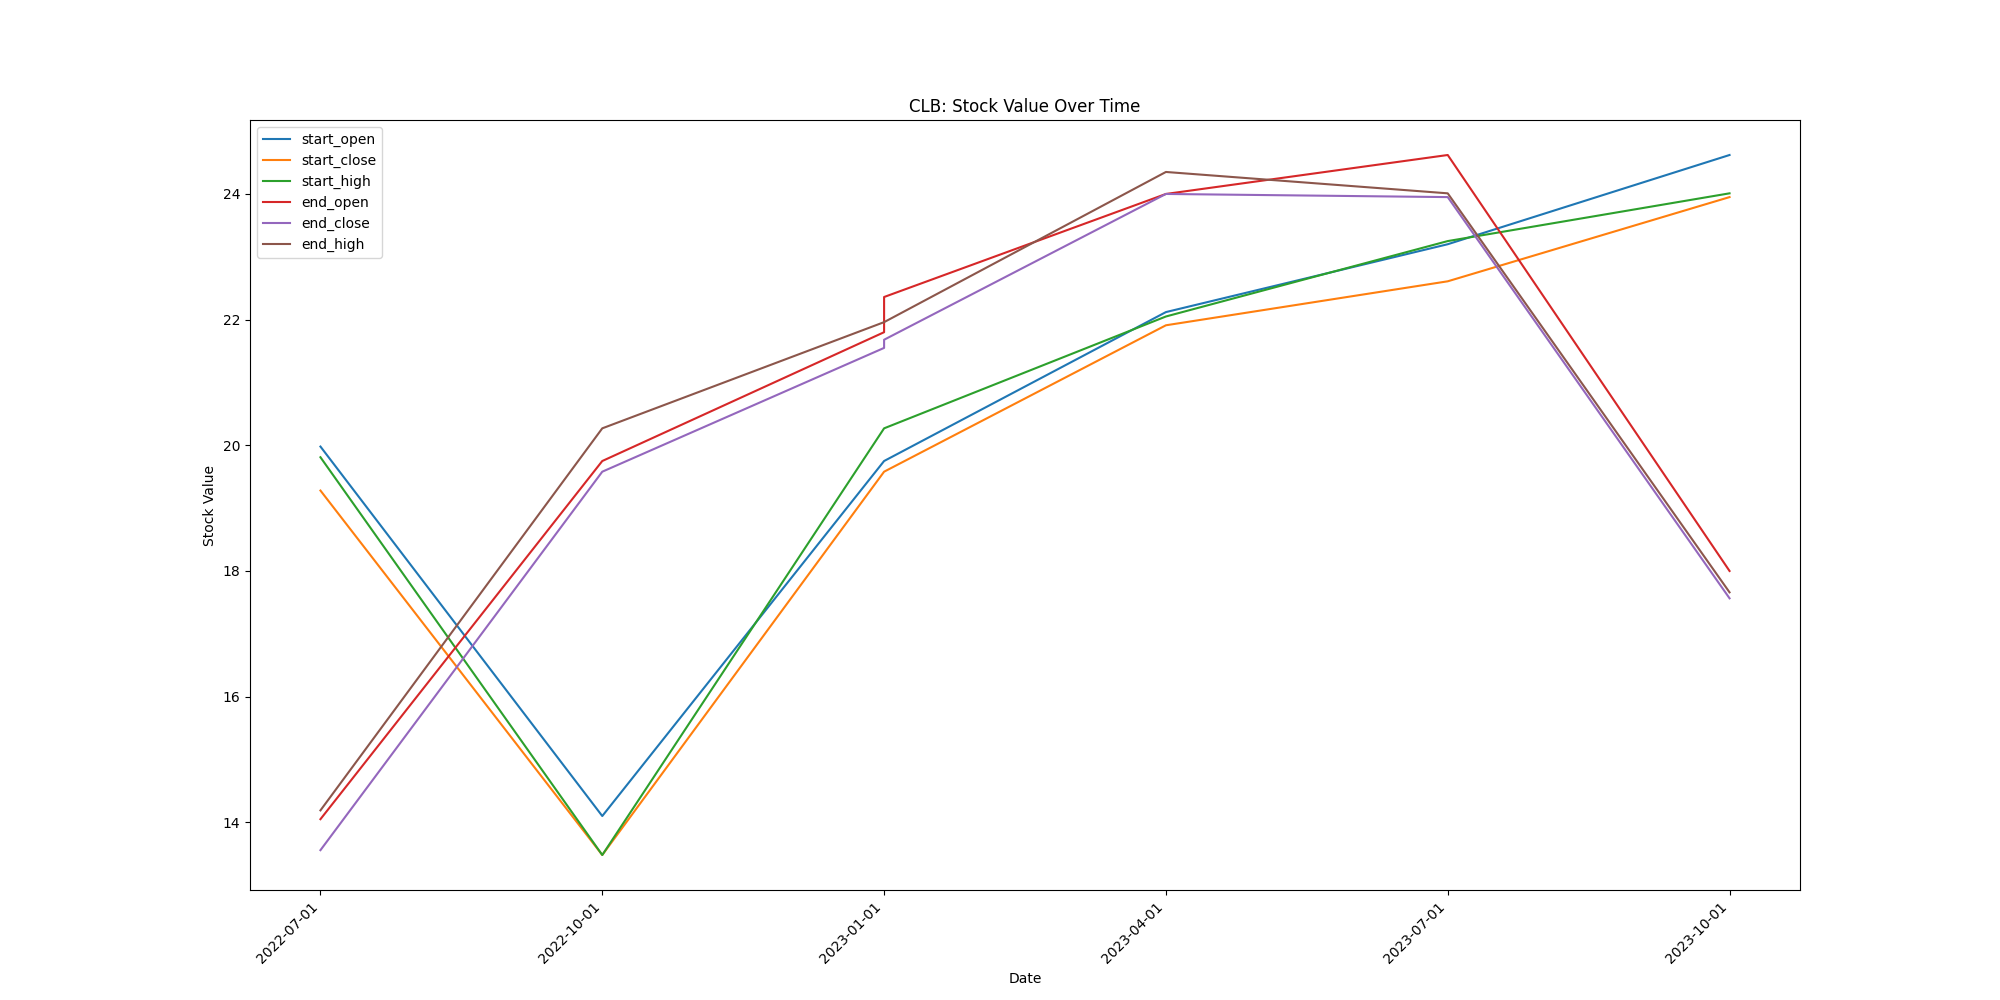 CLB: Stock Value Over Time
start_open
start_close
start_high
end_open
end_close
end_high
24
22
20
18
16
14
Stock Value
2022-07-01
2022-10-01
2023-01-01
2023-04-01
2023-07-01
2023-10-01
Date